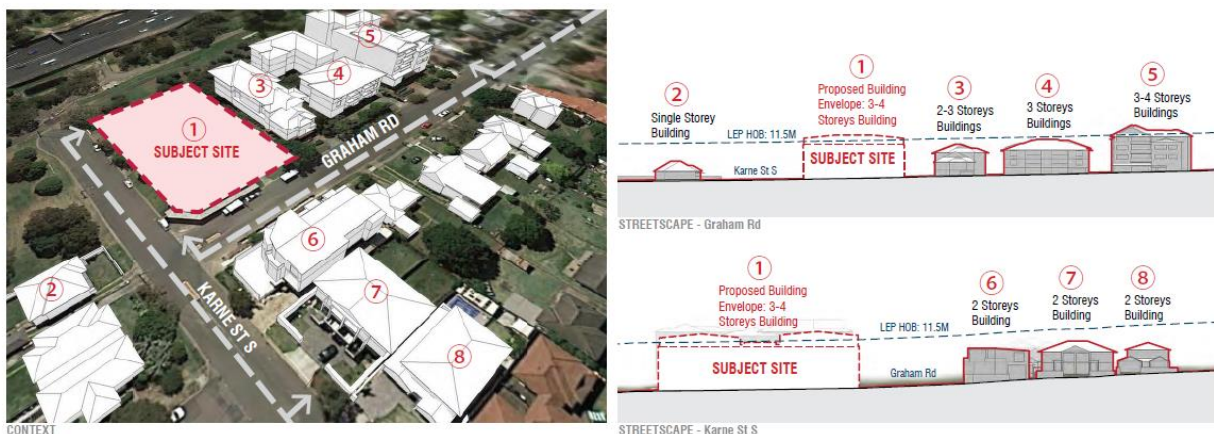 5
4
3
1
SUBJECT SITE
GRAHAM RD
6
2
7
KARNE ST S
8
CONTEXT
1
Proposed Building
Envelope: 3-4
Storeys Building
2
Single Storey
Building
3
2-3 Storeys
Buildings
4
3 Storeys
Buildings
5
3-4 Storeys
Buildings
LEP HOB: 11.5M
SUBJECT SITE
Karne St S
STREETSCAPE - Graham Rd
1
Proposed Building
Envelope: 3-4
Storeys Building
6
2 Storeys
Building
7
2 Storeys
Building
8
2 Storeys
Building
LEP HOB: 11.5M
SUBJECT SITE
Graham Rd
STREETSCAPE - Karne St S